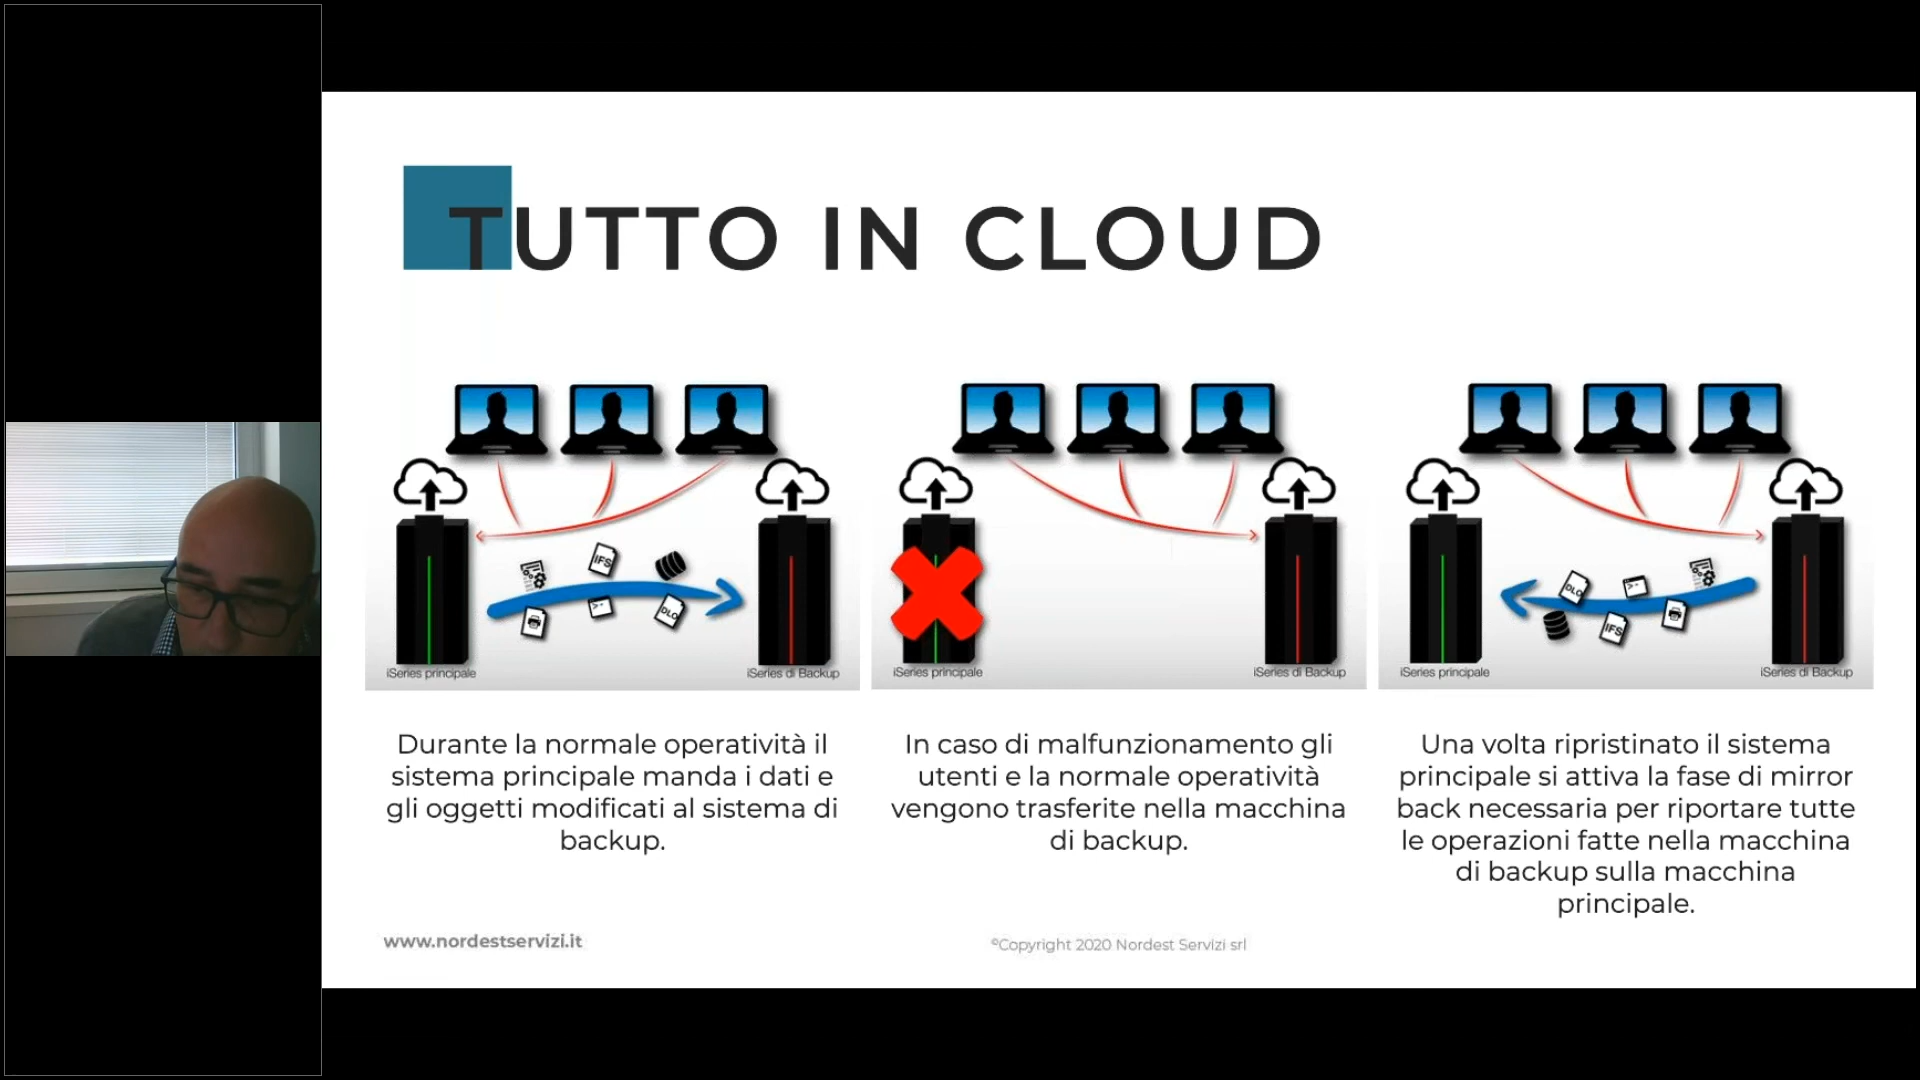 TUTTO IN CLOUD
IFS
DLO
iSeries principale
iSeries di Backup
iSeries principale
iSeries di Backup
DLO
IFS
iSeries principale
iSeries di Backup
Durante la normale operatività il
sistema principale manda i dati e
gli oggetti modificati al sistema di
backup.
In caso di malfunzionamento gli
utenti e la normale operatività
vengono trasferite nella macchina
di backup.
Una volta ripristinato il sistema
principale si attiva la fase di mirror
back necessaria per riportare tutte
le operazioni fatte nella macchina
di backup sulla macchina
principale.
www.nordestservizi.it
©Copyright 2020 Nordest Servizi srl